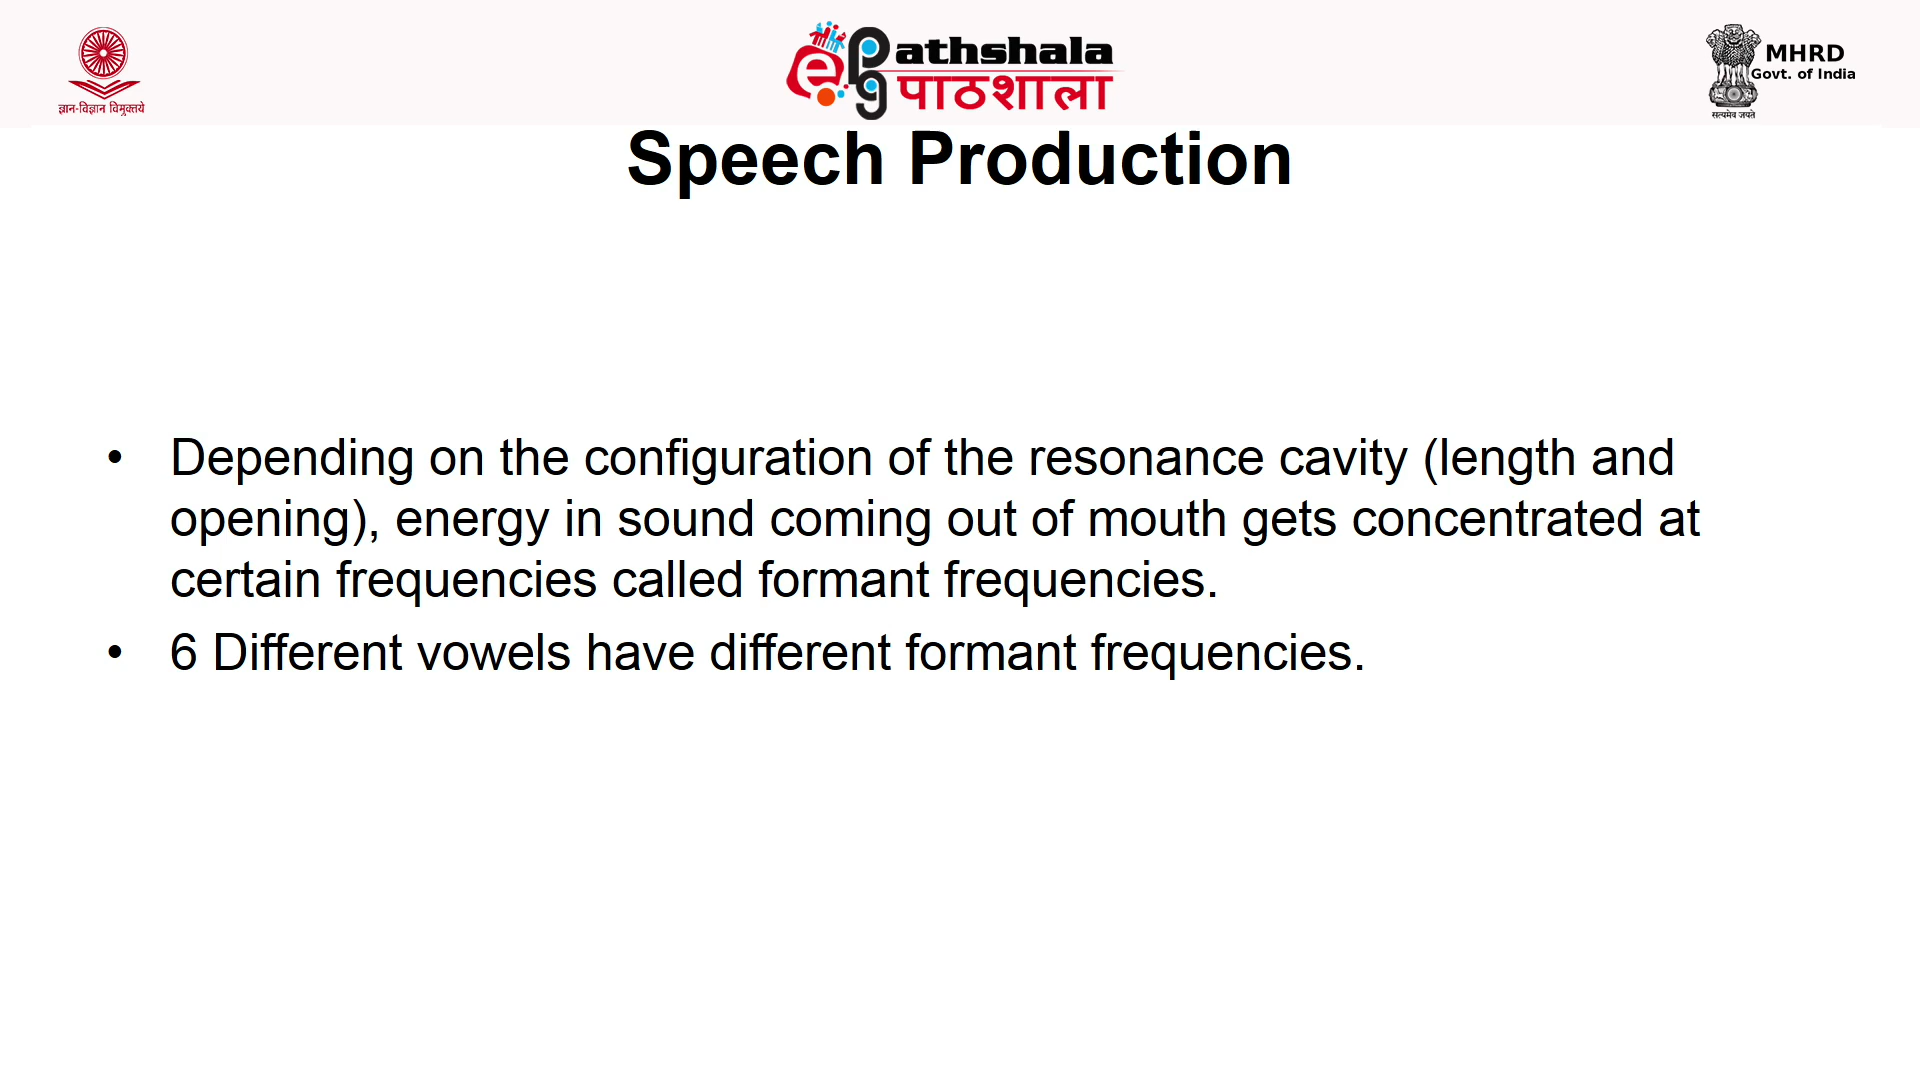 ज्ञान-विज्ञान विमुक्तये
ePathshala
पाठशाला
MHRD
Govt. of India
सत्यमेव जयते
Speech Production
• Depending on the configuration of the resonance cavity (length and
opening), energy in sound coming out of mouth gets concentrated at
certain frequencies called formant frequencies.
• 6 Different vowels have different formant frequencies.